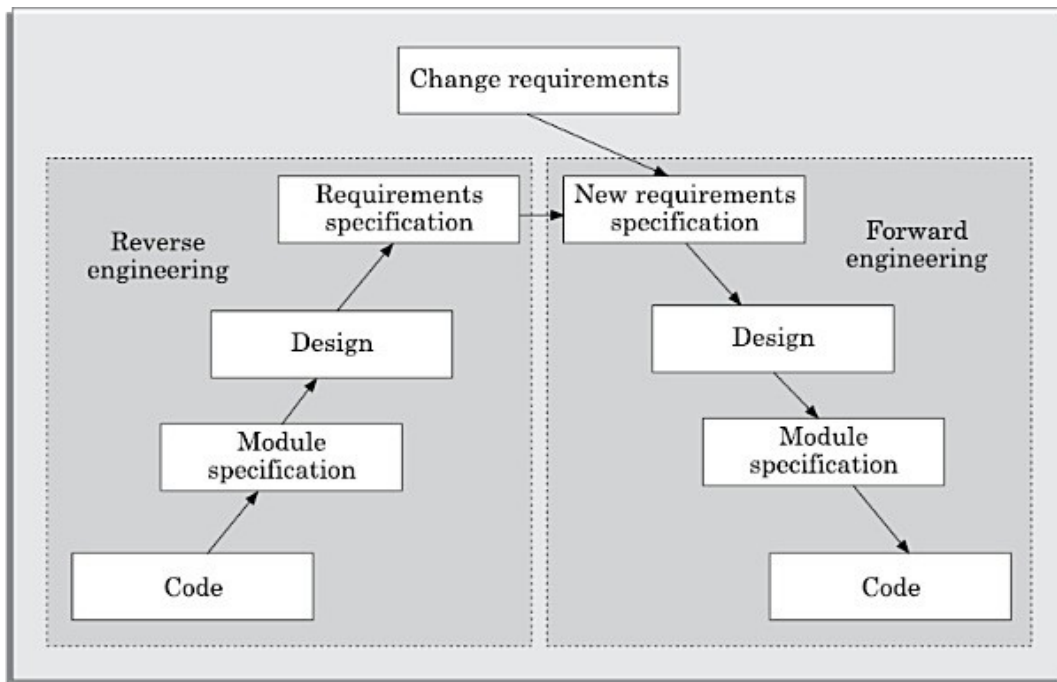 Change requirements
Requirements
specification
New requirements
specification
Reverse
engineering
Forward
engineering
Design
Design
Module
specification
Module
specification
Code
Code